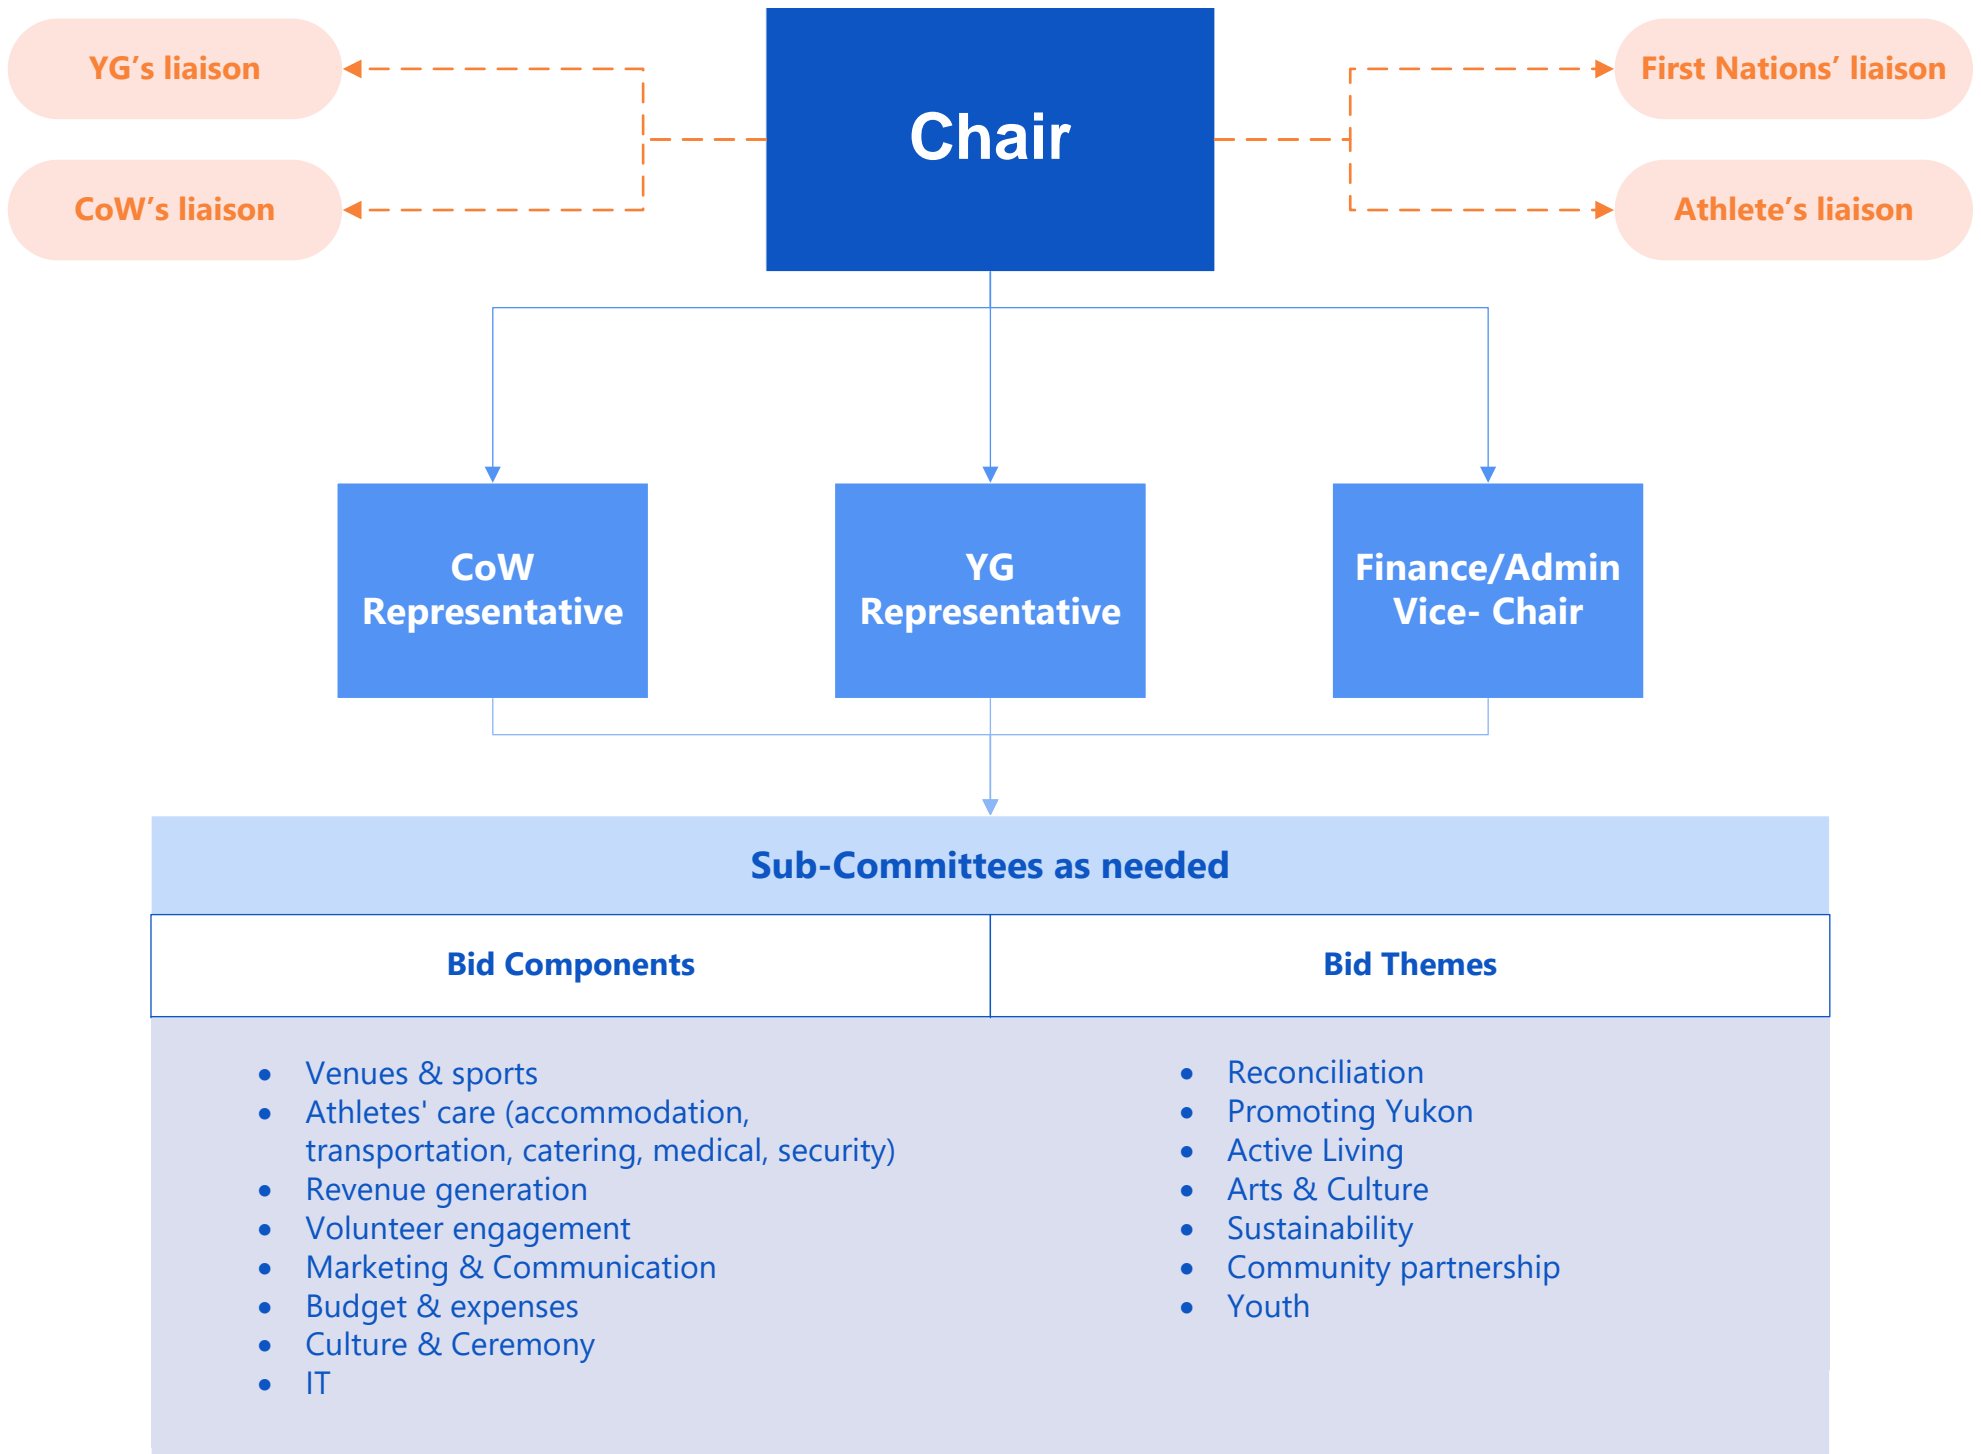 YG’s liaison
Chair
First Nations’ liaison
CoW’s liaison
Athlete’s liaison
CoW
Representative
YG
Representative
Finance/Admin
Vice- Chair
Sub-Committees as needed
Bid Components
Bid Themes
• Venues & sports
• Athletes' care (accommodation,
transportation, catering, medical, security)
• Revenue generation
• Volunteer engagement
• Marketing & Communication
• Budget & expenses
• Culture & Ceremony
• IT
• Reconciliation
• Promoting Yukon
• Active Living
• Arts & Culture
• Sustainability
• Community partnership
• Youth